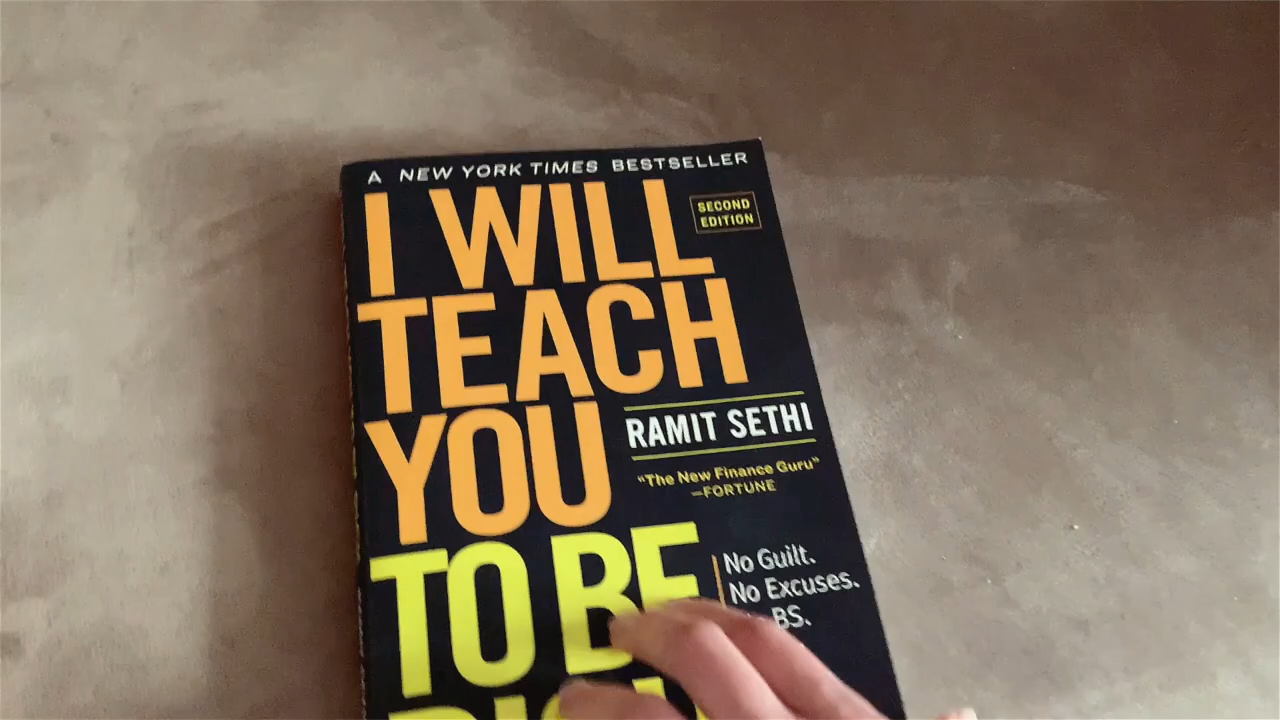 A NEW YORK TIMES BESTSELLER
I WILL
SECOND
EDITION
TEACH
YOU
RAMIT SETHI
"The New Finance Guru"
—FORTUNE
TO BE
No Guilt.
No Excuses.
BS.